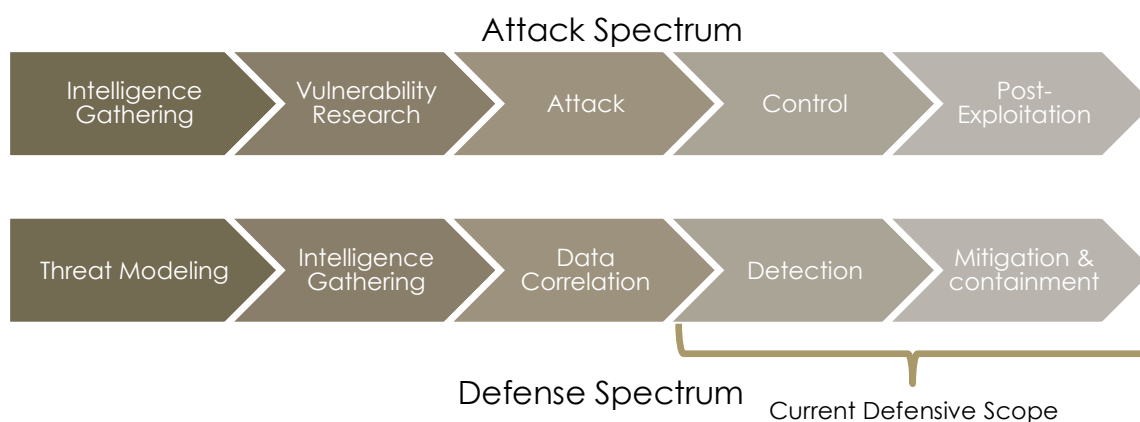 Attack Spectrum
Intelligence
Gathering
Vulnerability
Research
Attack
Control
Post-
Exploitation
Threat Modeling
Intelligence
Gathering
Data
Correlation
Detection
Mitigation &
containment
Defense Spectrum
Current Defensive Scope